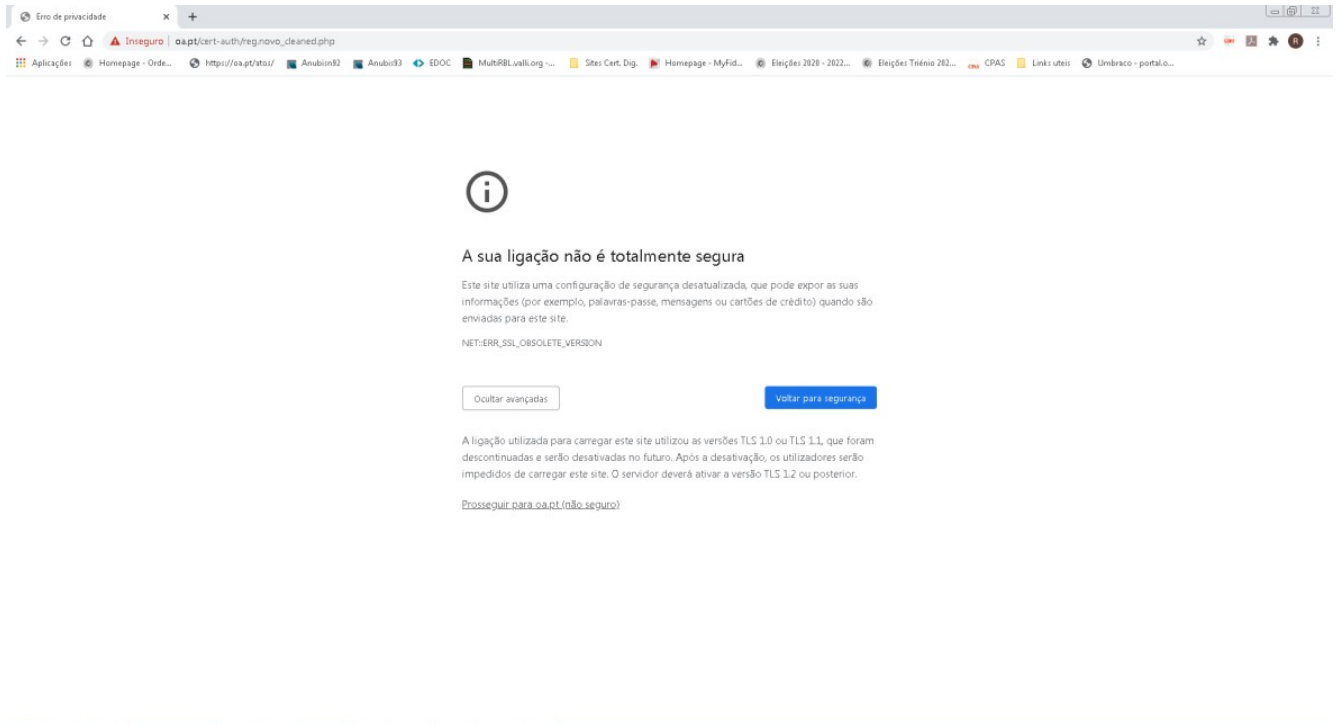 Erro de privacidade
Inseguro | oa.pt/cert-auth/reg.novo_cleaned.php
R
Aplicações Homepage - Orde... https://oa.pt/atos/ Anubisn92 Anubis93 EDOC MultiRBL.valli.org -... Sites Cert. Dig. Homepage - MyFid... Eleições 2020 - 2022... Eleições Triénio 202... CPAS Links uteis Umbraco - portal.o...
A sua ligação não é totalmente segura
Este site utiliza uma configuração de segurança desatualizada, que pode expor as suas
informações (por exemplo, palavras-passe, mensagens ou cartões de crédito) quando são
enviadas para este site.
NET::ERR_SSL_OBSOLETE_VERSION
Ocultar avançadas
Voltar para segurança
A ligação utilizada para carregar este site utilizou as versões TLS 1.0 ou TLS 1.1, que foram
descontinuadas e serão desativadas no futuro. Após a desativação, os utilizadores serão
impedidos de carregar este site. O servidor deverá ativar a versão TLS 1.2 ou posterior.
Prosseguir para oa.pt (não seguro)